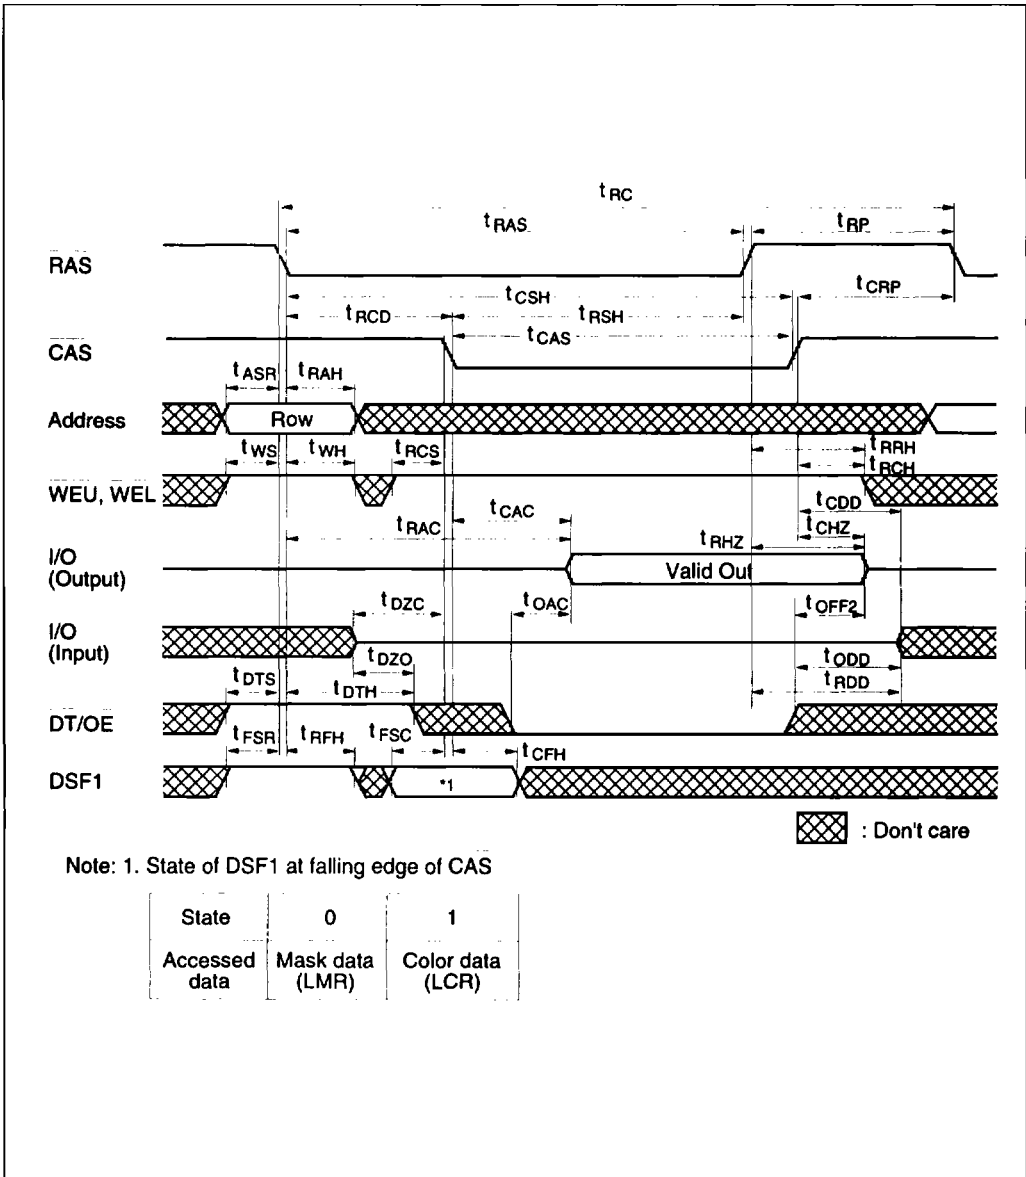 tRC
tRAS tRP
RAS
tCSH tCRP
tRCD tRSH
tCAS
CAS
tASR tRAH
Address Row
tRRH
tWS tWH tRCS
tRCH
WEU, WEL
tCDD
tCAC
tRAC tCHZ
tRHZ
I/O
(Output) Valid Out
tDZC tOAC tOFF2
I/O
(Input)
tDZO tODD
tDTS tDTH tRDD
DT/OE
tFSR tRFH tFSC tCFH
DSF1 *1
: Don't care
Note: 1. State of DSF1 at falling edge of CAS
State 0 1
Accessed data Mask data (LMR) Color data (LCR)